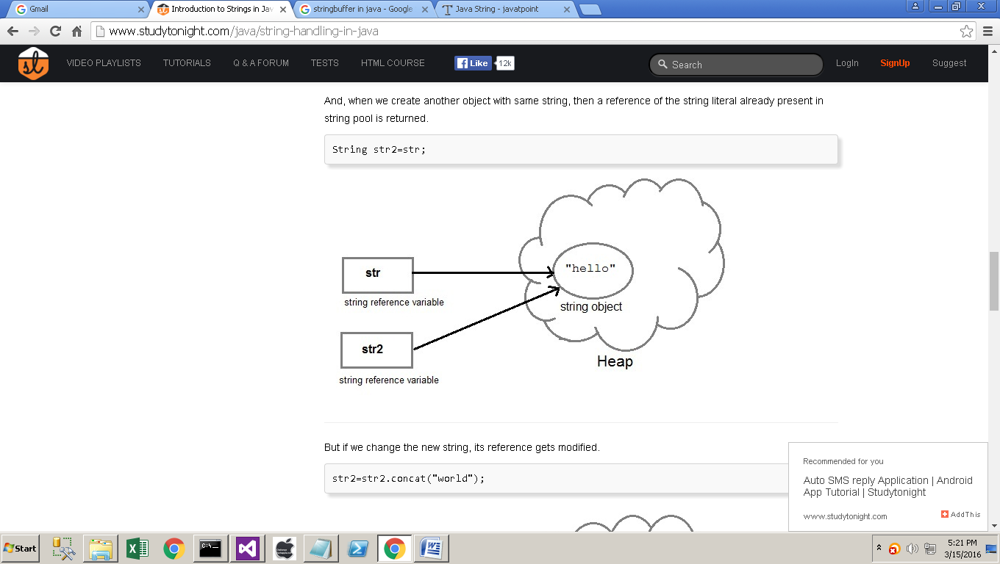 Gmail
Introduction to Strings in Jav
stringbuffer in java - Google
Java String - javatpoint
www.studytonight.com/java/string-handling-in-java
VIDEO PLAYLISTS
TUTORIALS
Q & A FORUM
TESTS
HTML COURSE
Like
12k
Search
LogIn
SignUp
Suggest
And, when we create another object with same string, then a reference of the string literal already present in
string pool is returned.
String str2=str;
str
string reference variable
"hello"
string object
str2
string reference variable
Heap
But if we change the new string, its reference gets modified.
str2=str2.concat("world");
Recommended for you
Auto SMS reply Application | Android
App Tutorial | Studytonight
www.studytonight.com
AddThis
Start
C:\_
5:21 PM
3/15/2016